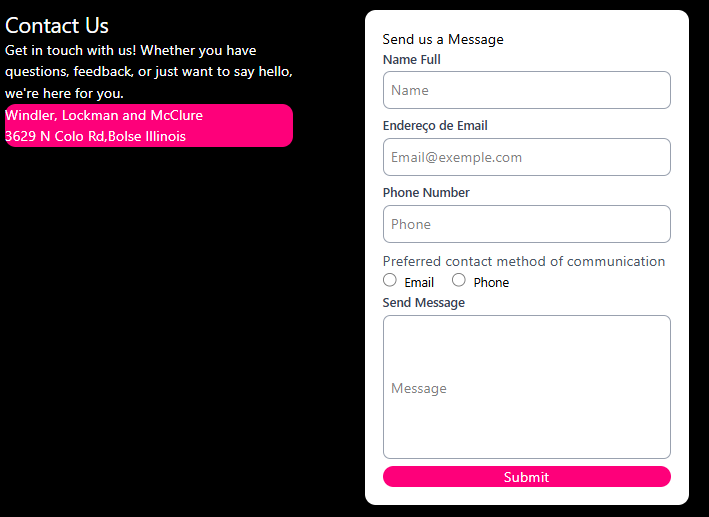 Contact Us
Get in touch with us! Whether you have
questions, feedback, or just want to say hello,
we're here for you.
Windler, Lockman and McClure
3629 N Colo Rd,Bolse Illinois
Send us a Message
Name Full
Name
Endereço de Email
Email@exemple.com
Phone Number
Phone
Preferred contact method of communication
Email Phone
Send Message
Message
Submit